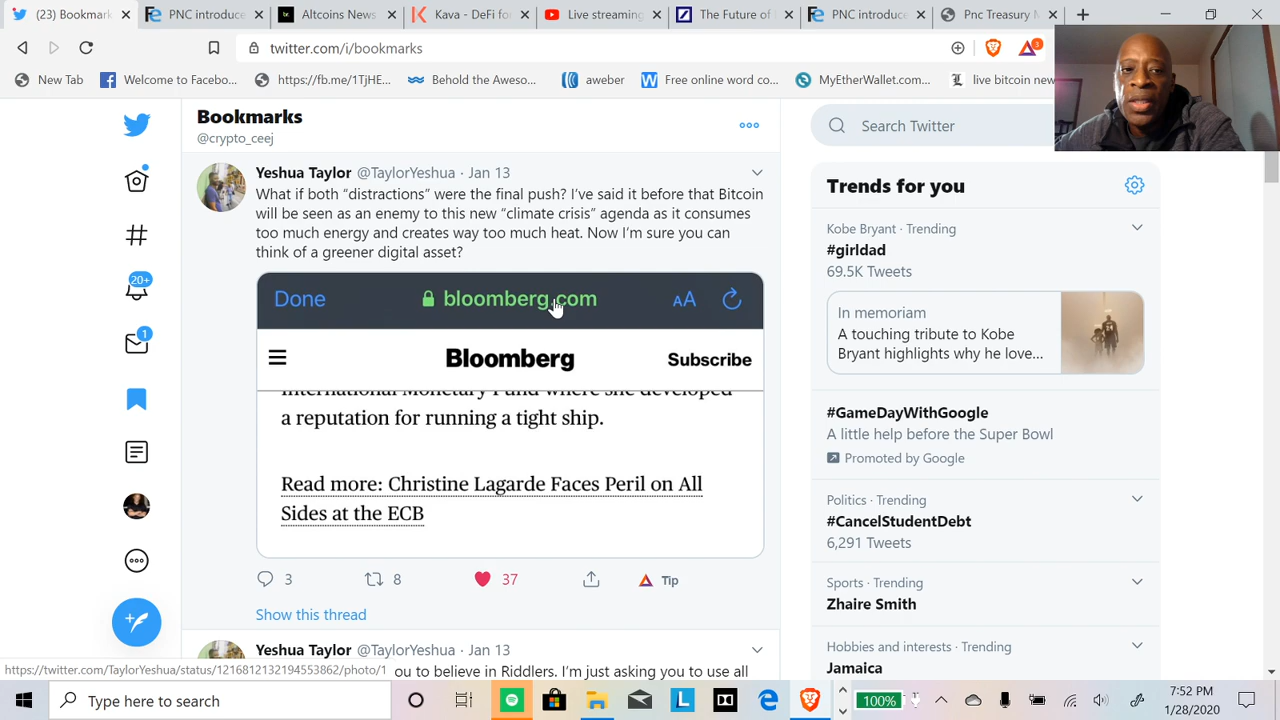 (23) Bookmark
PNC introduce
Altcoins News
Kava - DeFi fo
Live streaming
The Future of
PNC introduce
Pnc Treasury M
twitter.com/i/bookmarks
3
New Tab
Welcome to Facebo...
https://fb.me/1TjHE...
Behold the Aweso...
aweber
Free online word co...
MyEtherWallet.com...
live bitcoin new
Bookmarks
@crypto_ceej
Yeshua Taylor @TaylorYeshua · Jan 13
What if both “distractions” were the final push? I’ve said it before that Bitcoin
will be seen as an enemy to this new “climate crisis” agenda as it consumes
too much energy and creates way too much heat. Now I’m sure you can
think of a greener digital asset?
Done
bloomberg.com
AA
Bloomberg
Subscribe
International Monetary Fund where she developed
a reputation for running a tight ship.
Read more: Christine Lagarde Faces Peril on All
Sides at the ECB
3
8
37
Tip
Show this thread
Yeshua Taylor @TaylorYeshua · Jan 13
ou to believe in Riddlers. I’m just asking you to use all
20+
1
Search Twitter
Trends for you
Kobe Bryant · Trending
#girldad
69.5K Tweets
In memoriam
A touching tribute to Kobe
Bryant highlights why he love...
#GameDayWithGoogle
A little help before the Super Bowl
Promoted by Google
Politics · Trending
#CancelStudentDebt
6,291 Tweets
Sports · Trending
Zhaire Smith
Hobbies and interests · Trending
Jamaica
https://twitter.com/TaylorYeshua/status/1216812132194553862/photo/1
Type here to search
100%
7:52 PM
1/28/2020